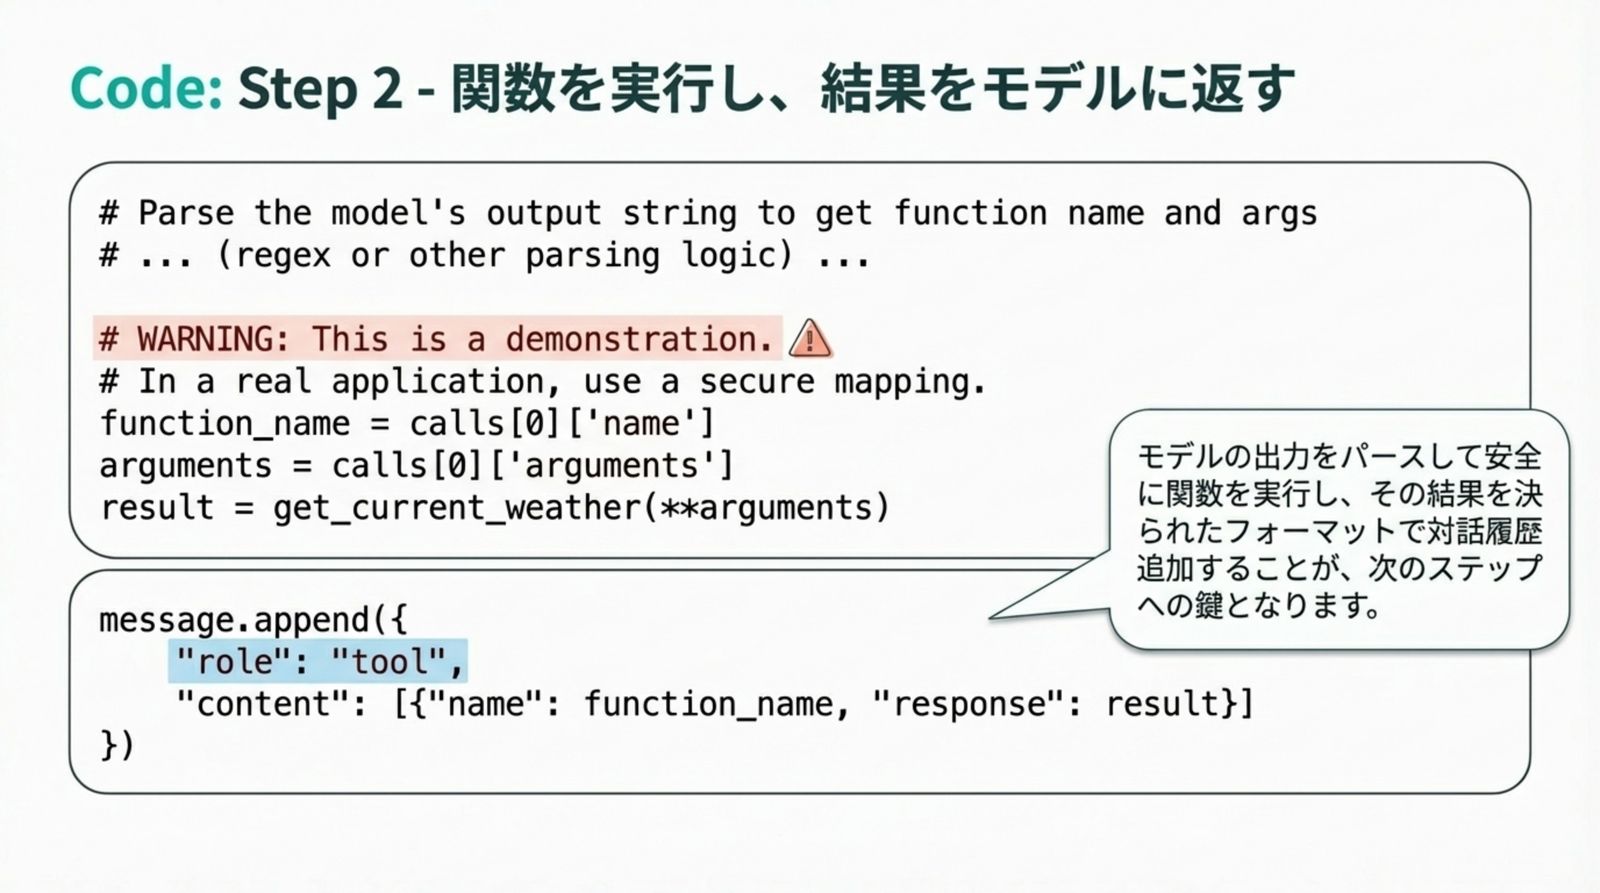 Code: Step 2 - 関数を実行し、結果をモデルに返す
# Parse the model's output string to get function name and args
# ... (regex or other parsing logic) ...
# WARNING: This is a demonstration.
# In a real application, use a secure mapping.
function_name = calls[0]['name']
arguments = calls[0]['arguments']
result = get_current_weather(**arguments)
モデルの出力をパースして安全
に関数を実行し、その結果を決
られたフォーマットで対話履歴
追加することが、次のステップ
への鍵となります。
message.append({
"role": "tool",
"content": [{"name": function_name, "response": result}]
})